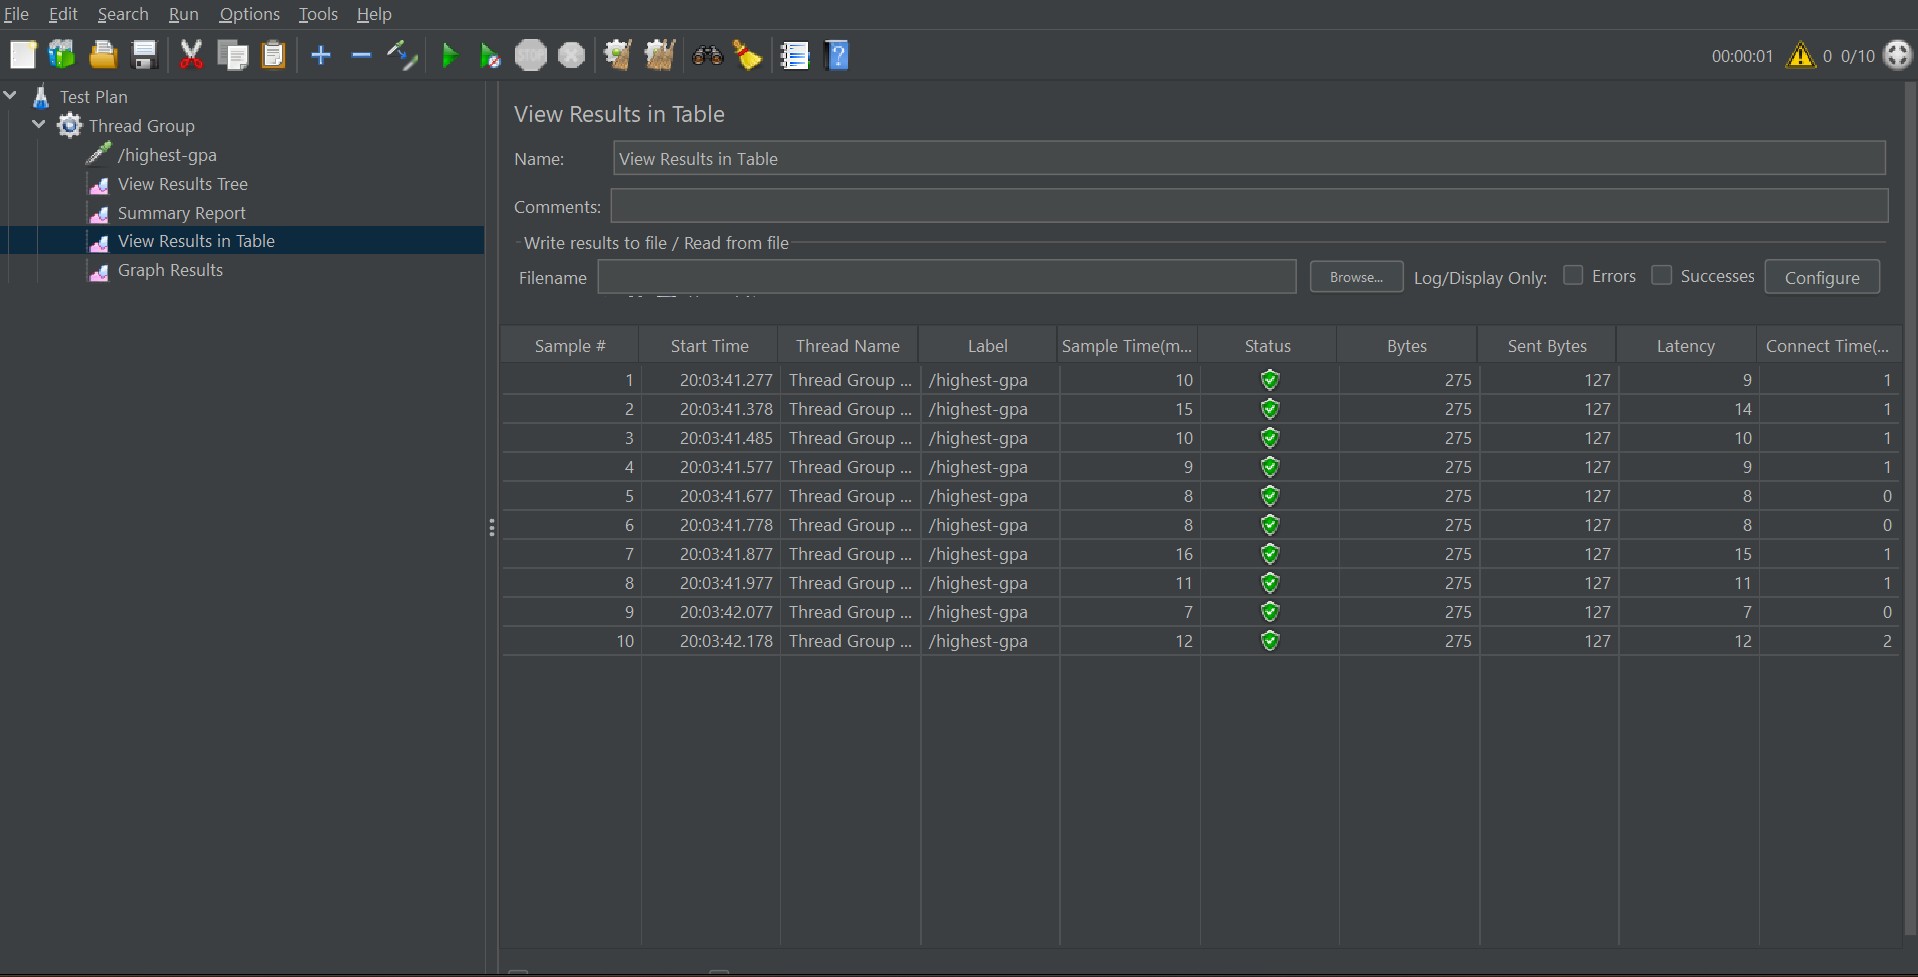 File Edit Search Run Options Tools Help
STOP
00:00:01 0 0/10
Test Plan
Thread Group
/highest-gpa
View Results Tree
Summary Report
View Results in Table
Graph Results
View Results in Table
Name: View Results in Table
Comments:
Write results to file / Read from file
Filename Browse... Log/Display Only: Errors Successes Configure
Sample # Start Time Thread Name Label Sample Time(m... Status Bytes Sent Bytes Latency Connect Time(...
1 20:03:41.277 Thread Group ... /highest-gpa 10 275 127 9 1
2 20:03:41.378 Thread Group ... /highest-gpa 15 275 127 14 1
3 20:03:41.485 Thread Group ... /highest-gpa 10 275 127 10 1
4 20:03:41.577 Thread Group ... /highest-gpa 9 275 127 9 1
5 20:03:41.677 Thread Group ... /highest-gpa 8 275 127 8 0
6 20:03:41.778 Thread Group ... /highest-gpa 8 275 127 8 0
7 20:03:41.877 Thread Group ... /highest-gpa 16 275 127 15 1
8 20:03:41.977 Thread Group ... /highest-gpa 11 275 127 11 1
9 20:03:42.077 Thread Group ... /highest-gpa 7 275 127 7 0
10 20:03:42.178 Thread Group ... /highest-gpa 12 275 127 12 2